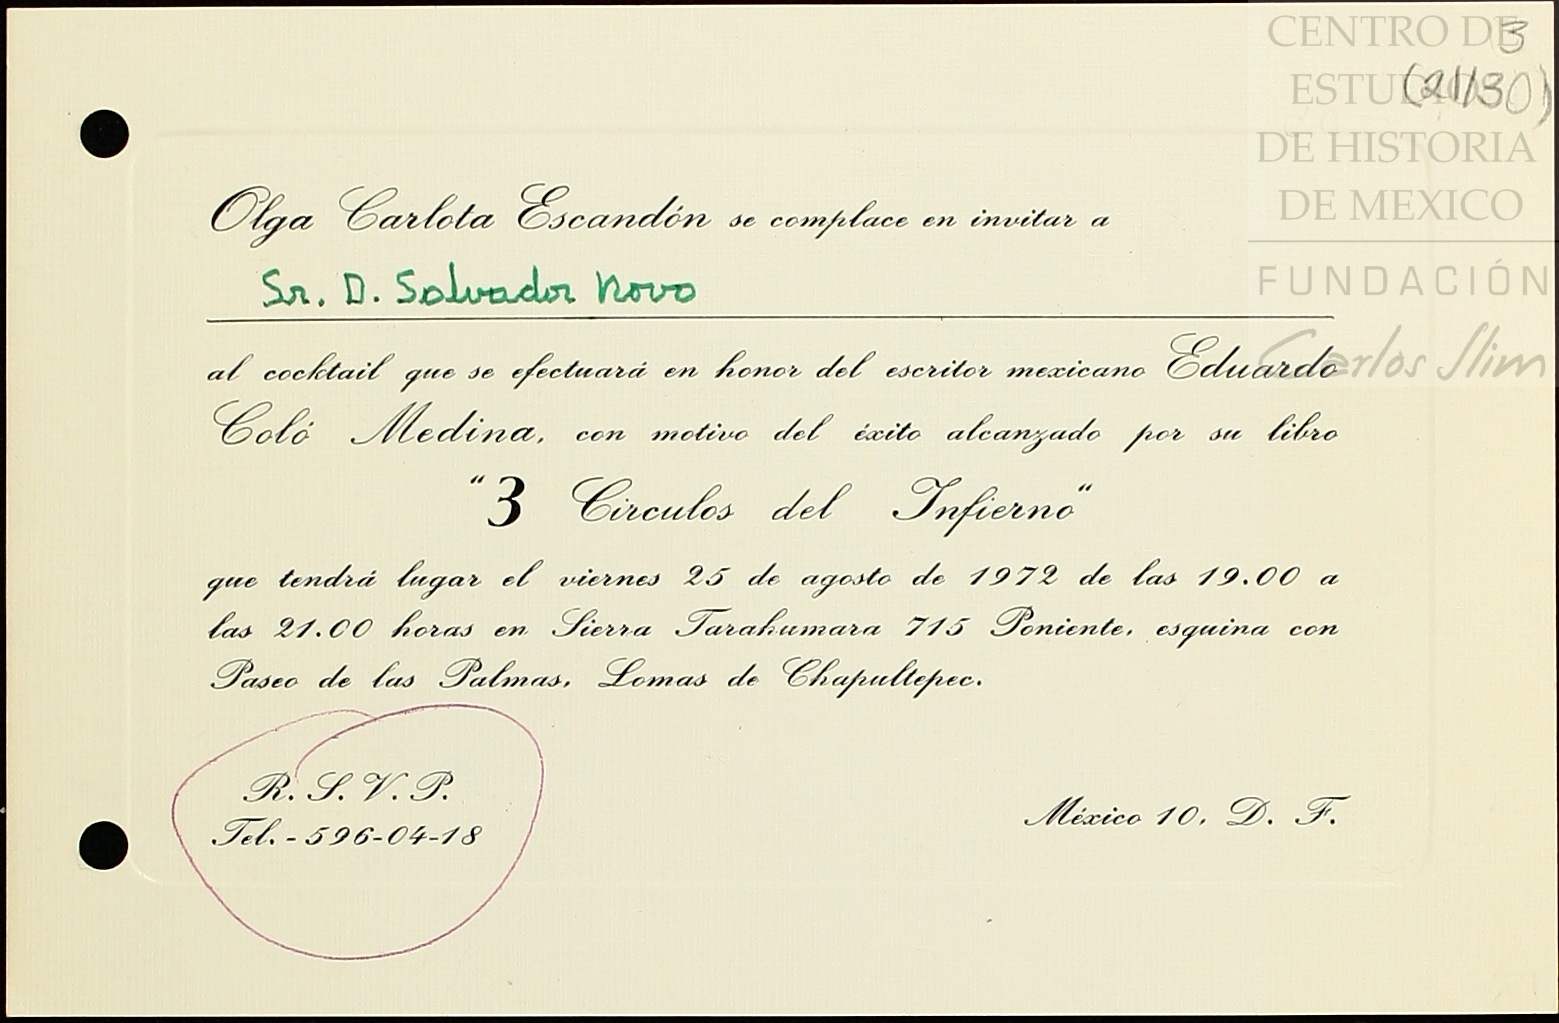 CENTRO DE
ESTUDIOS
DE HISTORIA
DE MEXICO
FUNDACIÓN
Carlos Slim
3
(21/30)
Olga Carlota Escandón se complace en invitar a
Sr. D. Salvador Novo
al cocktail que se efectuará en honor del escritor mexicano Eduardo
Coló Medina, con motivo del éxito alcanzado por su libro
"3 Circulos del Infierno"
que tendrá lugar el viernes 25 de agosto de 1972 de las 19.00 a
las 21.00 horas en Sierra Tarahumara 715 Poniente, esquina con
Paseo de las Palmas, Lomas de Chapultepec.
R. S. V. P.
Tel.-596-04-18
México 10, D. F.